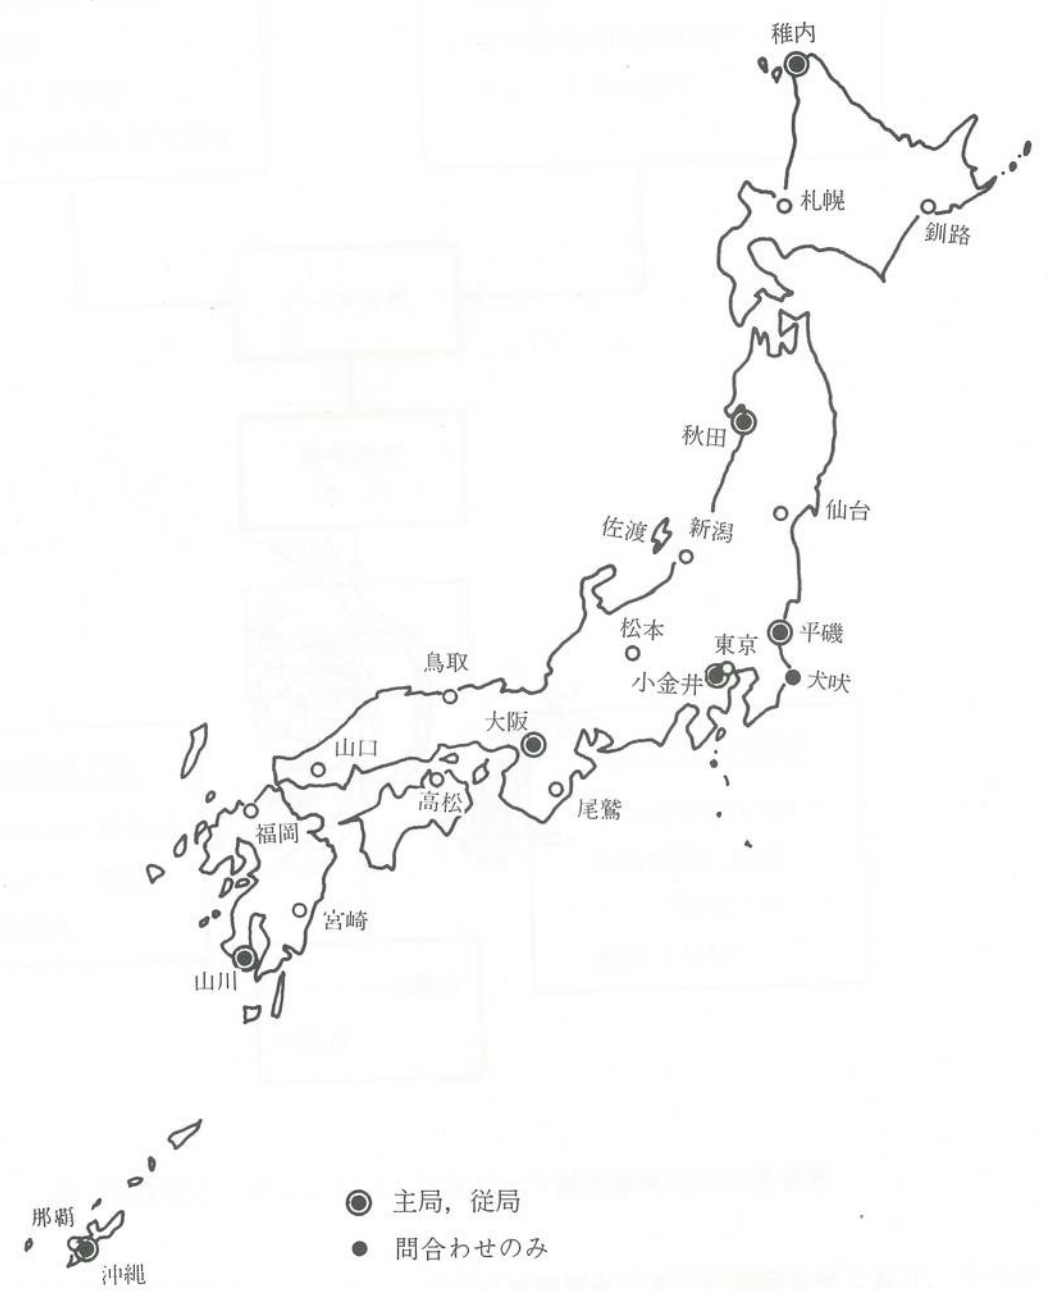 稚内
札幌
釧路
秋田
仙台
佐渡
新潟
松本
東京
平磯
小金井
犬吠
鳥取
大阪
山口
高松
尾鷲
福岡
宮崎
山川
那覇
沖縄
主局，従局
問合わせのみ